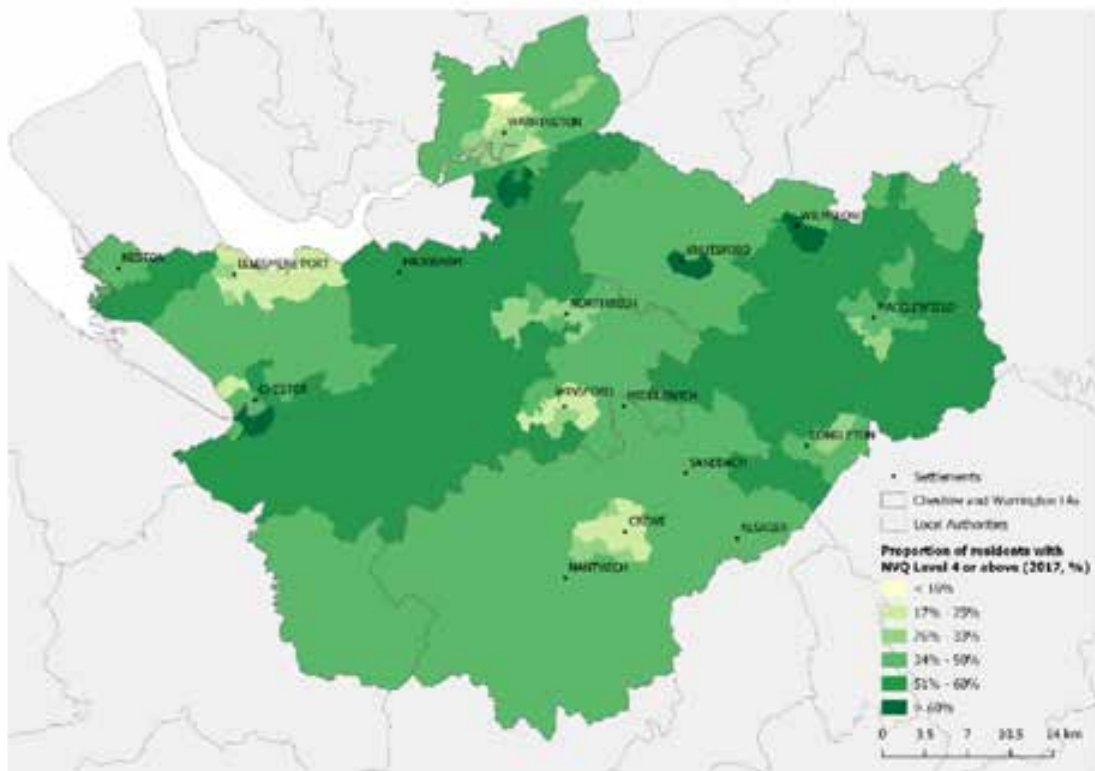 WARRINGTON
WILMSLOW
NESTON
ELLESMERE PORT
KNUTSFORD
NORTHWICH
MACCLESFIELD
CHESTER
WINSFORD
MIDDLEWICH
CONGLETON
SANDBACH
CREWE
ALSAGER
NANTWICH
Settlements
Cheshire and Warrington LAs
Local Authorities
Proportion of residents with
NVQ Level 4 or above (2017, %)
< 16%
17% - 25%
26% - 33%
34% - 50%
51% - 60%
> 60%
0 3.5 7 10.5 14 km